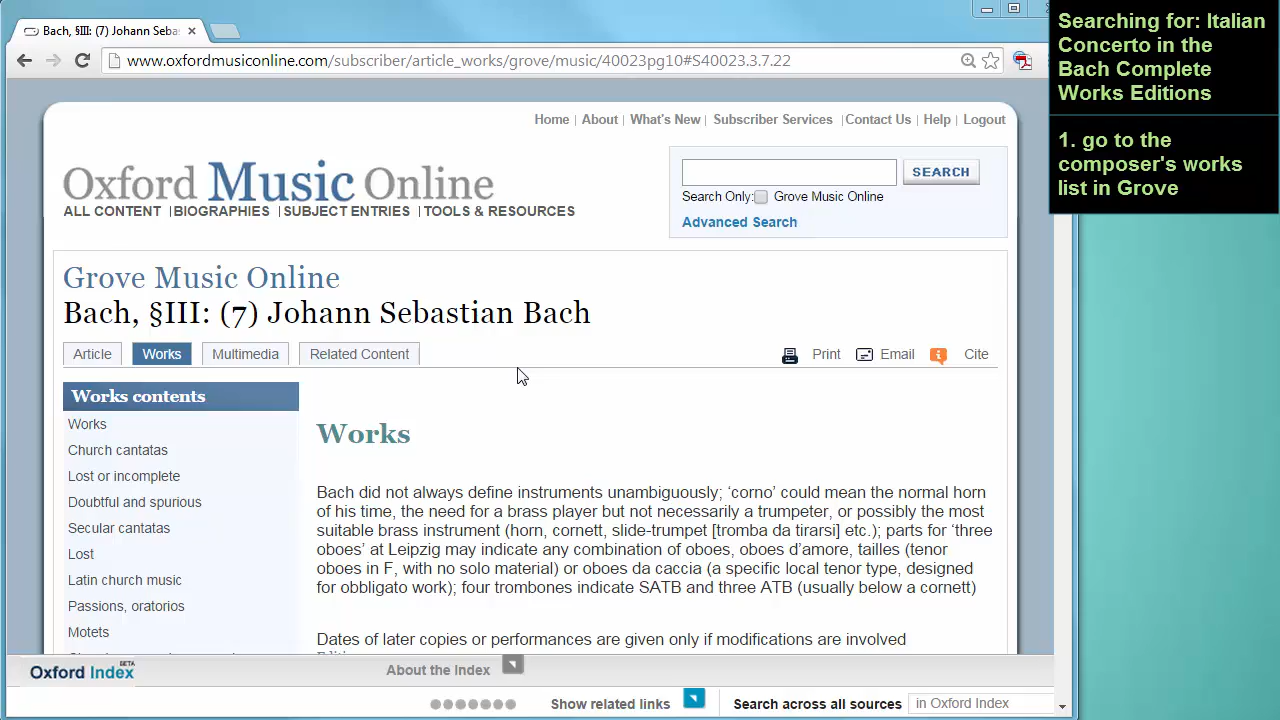 Bach, §III: (7) Johann Seba
www.oxfordmusiconline.com/subscriber/article_works/grove/music/40023pg10#S40023.3.7.22
Searching for: Italian
Concerto in the
Bach Complete
Works Editions
1. go to the
composer's works
list in Grove
Home | About | What's New | Subscriber Services | Contact Us | Help | Logout
Oxford Music Online
ALL CONTENT | BIOGRAPHIES | SUBJECT ENTRIES | TOOLS & RESOURCES
SEARCH
Search Only: Grove Music Online
Advanced Search
Grove Music Online
Bach, §III: (7) Johann Sebastian Bach
Article Works Multimedia Related Content
Print Email Cite
Works contents
Works
Church cantatas
Lost or incomplete
Doubtful and spurious
Secular cantatas
Lost
Latin church music
Passions, oratorios
Motets
Works
Bach did not always define instruments unambiguously; ‘corno’ could mean the normal horn
of his time, the need for a brass player but not necessarily a trumpeter, or possibly the most
suitable brass instrument (horn, cornett, slide-trumpet [tromba da tirarsi] etc.); parts for ‘three
oboes’ at Leipzig may indicate any combination of oboes, oboes d’amore, tailles (tenor
oboes in F, with no solo material) or oboes da caccia (a specific local tenor type, designed
for obbligato work); four trombones indicate SATB and three ATB (usually below a cornett)
Dates of later copies or performances are given only if modifications are involved
Oxford Index BETA
About the Index
Show related links
Search across all sources
in Oxford Index